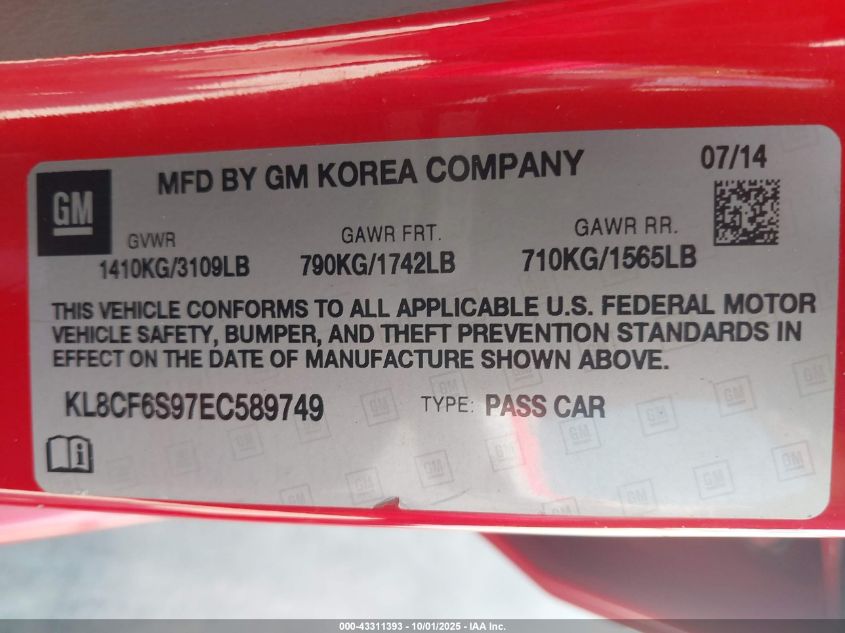 MFD BY GM KOREA COMPANY 07/14
GM
GVWR GAWR FRT. GAWR RR.
1410KG/3109LB 790KG/1742LB 710KG/1565LB
THIS VEHICLE CONFORMS TO ALL APPLICABLE U.S. FEDERAL MOTOR
VEHICLE SAFETY, BUMPER, AND THEFT PREVENTION STANDARDS IN
EFFECT ON THE DATE OF MANUFACTURE SHOWN ABOVE.
KL8CF6S97EC589749 TYPE: PASS CAR
000-43311393 - 10/01/2025 - IAA Inc.